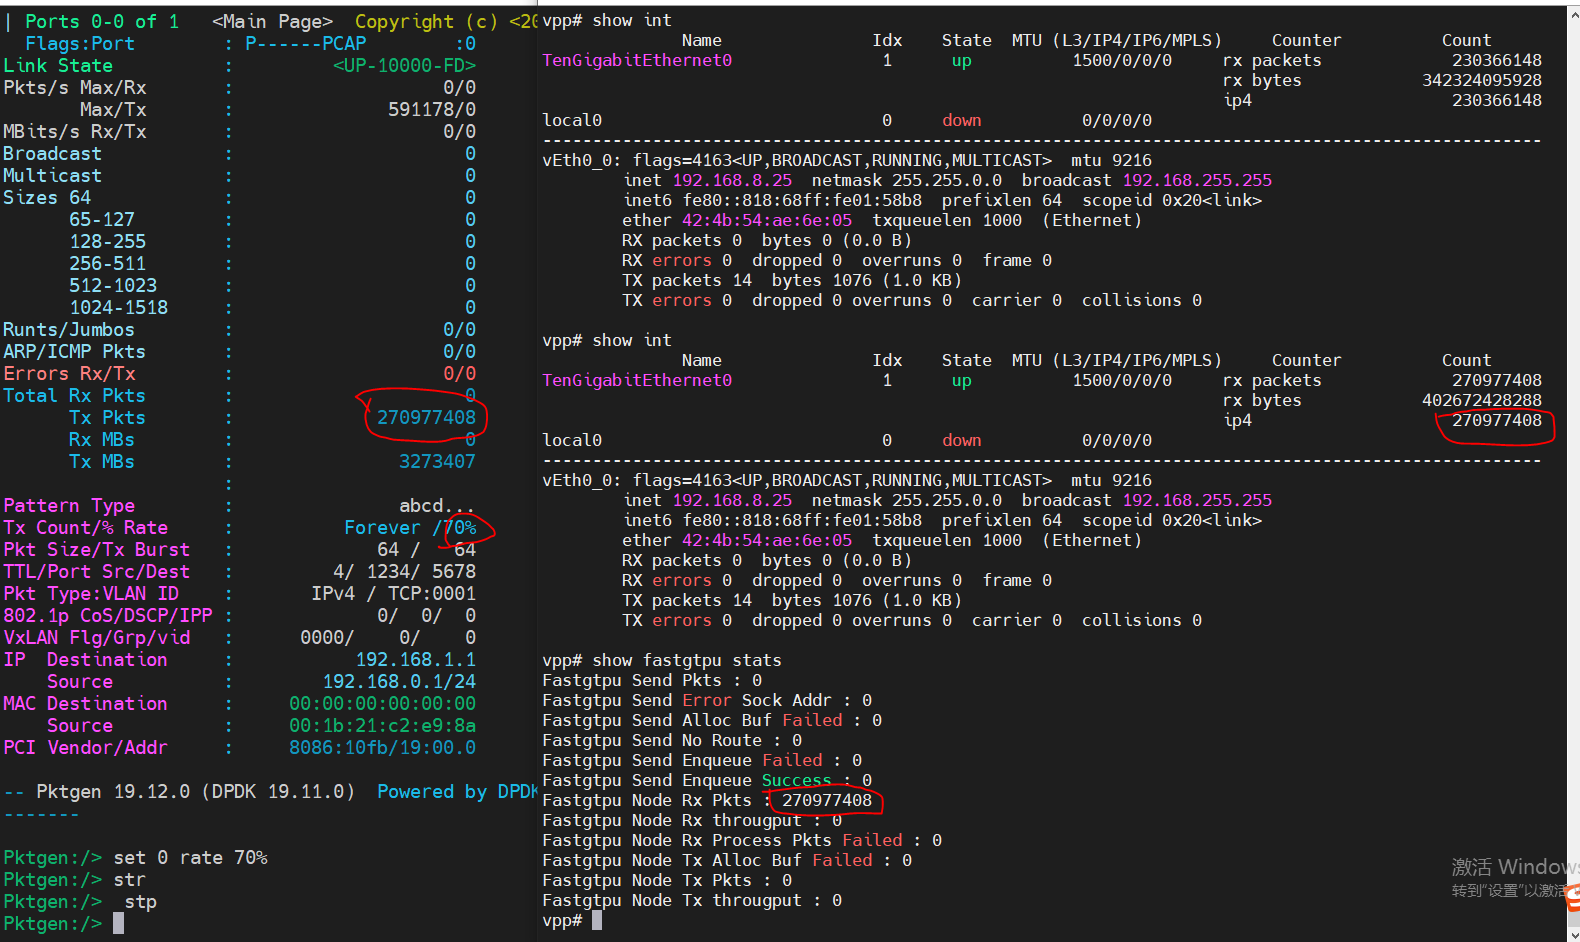 | Ports 0-0 of 1   <Main Page>  Copyright (c) <20
  Flags:Port        : P------PCAP        :0
Link State          :         <UP-10000-FD>
Pkts/s Max/Rx       :                   0/0
       Max/Tx       :              591178/0
MBits/s Rx/Tx       :                   0/0
Broadcast           :                     0
Multicast           :                     0
Sizes 64            :                     0
      65-127        :                     0
      128-255       :                     0
      256-511       :                     0
      512-1023      :                     0
      1024-1518     :                     0
Runts/Jumbos        :                   0/0
ARP/ICMP Pkts       :                   0/0
Errors Rx/Tx        :                   0/0
Total Rx Pkts       :                     0
      Tx Pkts       :             270977408
      Rx MBs        :                     0
      Tx MBs        :               3273407
                    :
Pattern Type        :               abcd...
Tx Count/% Rate     :          Forever /70%
Pkt Size/Tx Burst   :             64 /   64
TTL/Port Src/Dest   :         4/ 1234/ 5678
Pkt Type:VLAN ID    :       IPv4 / TCP:0001
802.1p CoS/DSCP/IPP :             0/  0/  0
VxLAN Flg/Grp/vid   :      0000/    0/    0
IP  Destination     :           192.168.1.1
    Source          :        192.168.0.1/24
MAC Destination     :     00:00:00:00:00:00
    Source          :     00:1b:21:c2:e9:8a
PCI Vendor/Addr     :     8086:10fb/19:00.0
-- Pktgen 19.12.0 (DPDK 19.11.0)  Powered by DPDK
-------
Pktgen:/> set 0 rate 70%
Pktgen:/> str
Pktgen:/>  stp
Pktgen:/>
vpp# show int
Name   Idx   State  MTU (L3/IP4/IP6/MPLS)   Counter   Count
TenGigabitEthernet0   1   up   1500/0/0/0   rx packets   230366148
rx bytes   342324095928
ip4   230366148
local0   0   down   0/0/0/0
------------------------------------------------------------------------------------------------
vEth0_0: flags=4163<UP,BROADCAST,RUNNING,MULTICAST>  mtu 9216
inet 192.168.8.25  netmask 255.255.0.0  broadcast 192.168.255.255
inet6 fe80::818:68ff:fe01:58b8  prefixlen 64  scopeid 0x20<link>
ether 42:4b:54:ae:6e:05  txqueuelen 1000  (Ethernet)
RX packets 0  bytes 0 (0.0 B)
RX errors 0  dropped 0  overruns 0  frame 0
TX packets 14  bytes 1076 (1.0 KB)
TX errors 0  dropped 0 overruns 0  carrier 0  collisions 0
vpp# show int
Name   Idx   State  MTU (L3/IP4/IP6/MPLS)   Counter   Count
TenGigabitEthernet0   1   up   1500/0/0/0   rx packets   270977408
rx bytes   402672428288
ip4   270977408
local0   0   down   0/0/0/0
------------------------------------------------------------------------------------------------
vEth0_0: flags=4163<UP,BROADCAST,RUNNING,MULTICAST>  mtu 9216
inet 192.168.8.25  netmask 255.255.0.0  broadcast 192.168.255.255
inet6 fe80::818:68ff:fe01:58b8  prefixlen 64  scopeid 0x20<link>
ether 42:4b:54:ae:6e:05  txqueuelen 1000  (Ethernet)
RX packets 0  bytes 0 (0.0 B)
RX errors 0  dropped 0  overruns 0  frame 0
TX packets 14  bytes 1076 (1.0 KB)
TX errors 0  dropped 0 overruns 0  carrier 0  collisions 0
vpp# show fastgtpu stats
Fastgtpu Send Pkts : 0
Fastgtpu Send Error Sock Addr : 0
Fastgtpu Send Alloc Buf Failed : 0
Fastgtpu Send No Route : 0
Fastgtpu Send Enqueue Failed : 0
Fastgtpu Send Enqueue Success : 0
Fastgtpu Node Rx Pkts : 270977408
Fastgtpu Node Rx througput : 0
Fastgtpu Node Rx Process Pkts Failed : 0
Fastgtpu Node Tx Alloc Buf Failed : 0
Fastgtpu Node Tx Pkts : 0
Fastgtpu Node Tx througput : 0
vpp#
激活 Windows
转到"设置"以激活